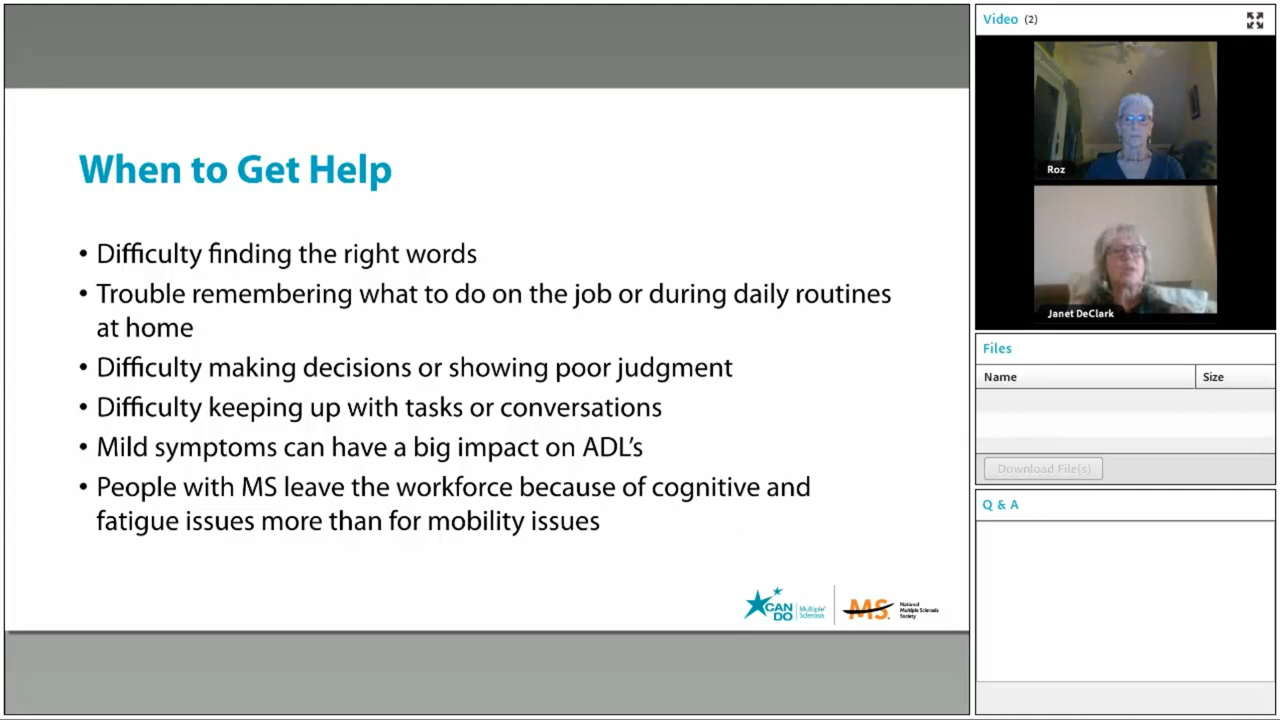 When to Get Help
• Difficulty finding the right words
• Trouble remembering what to do on the job or during daily routines
at home
• Difficulty making decisions or showing poor judgment
• Difficulty keeping up with tasks or conversations
• Mild symptoms can have a big impact on ADL’s
• People with MS leave the workforce because of cognitive and
fatigue issues more than for mobility issues
CAN
DO
Multiple
Sclerosis
MS
National
Multiple Sclerosis
Society
Video (2)
Roz
Janet DeClark
Files
Name Size
Download File(s)
Q & A